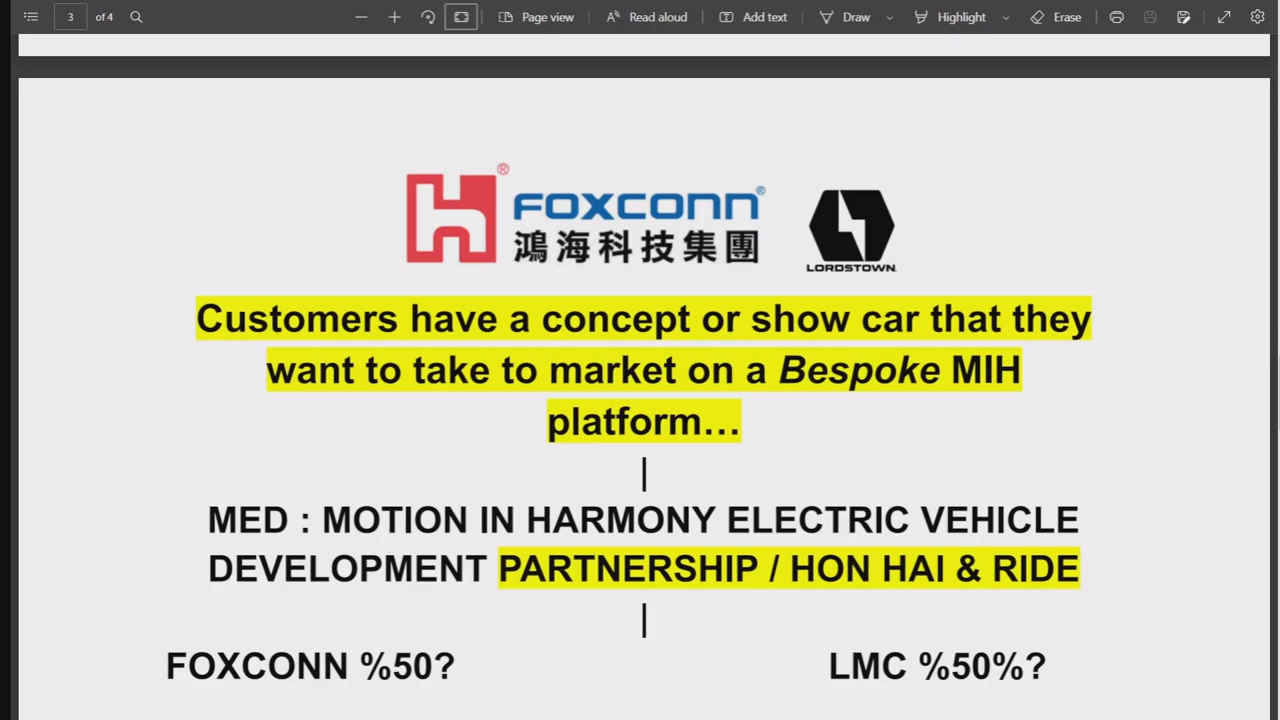 3 of 4 Page view Read aloud Add text Draw Highlight Erase
FOXCONN®
鴻海科技集團
LORDSTOWN
Customers have a concept or show car that they
want to take to market on a Bespoke MIH
platform…
|
MED : MOTION IN HARMONY ELECTRIC VEHICLE
DEVELOPMENT PARTNERSHIP / HON HAI & RIDE
|
FOXCONN %50? LMC %50%?